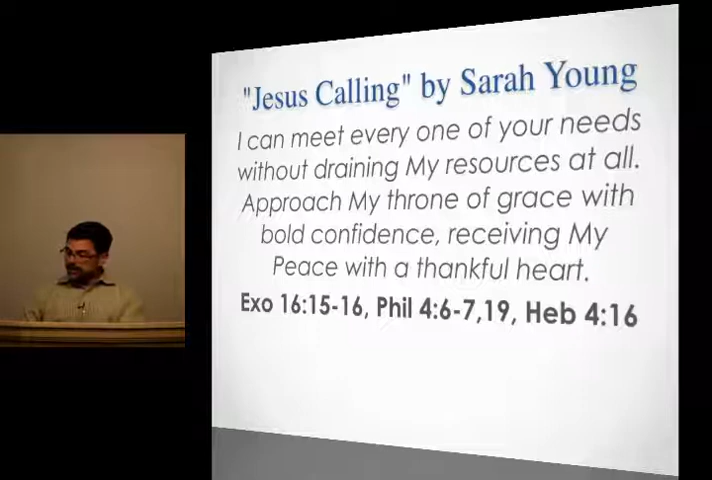 "Jesus Calling" by Sarah Young
I can meet every one of your needs
without draining My resources at all.
Approach My throne of grace with
bold confidence, receiving My
Peace with a thankful heart.
Exo 16:15-16, Phil 4:6-7,19, Heb 4:16